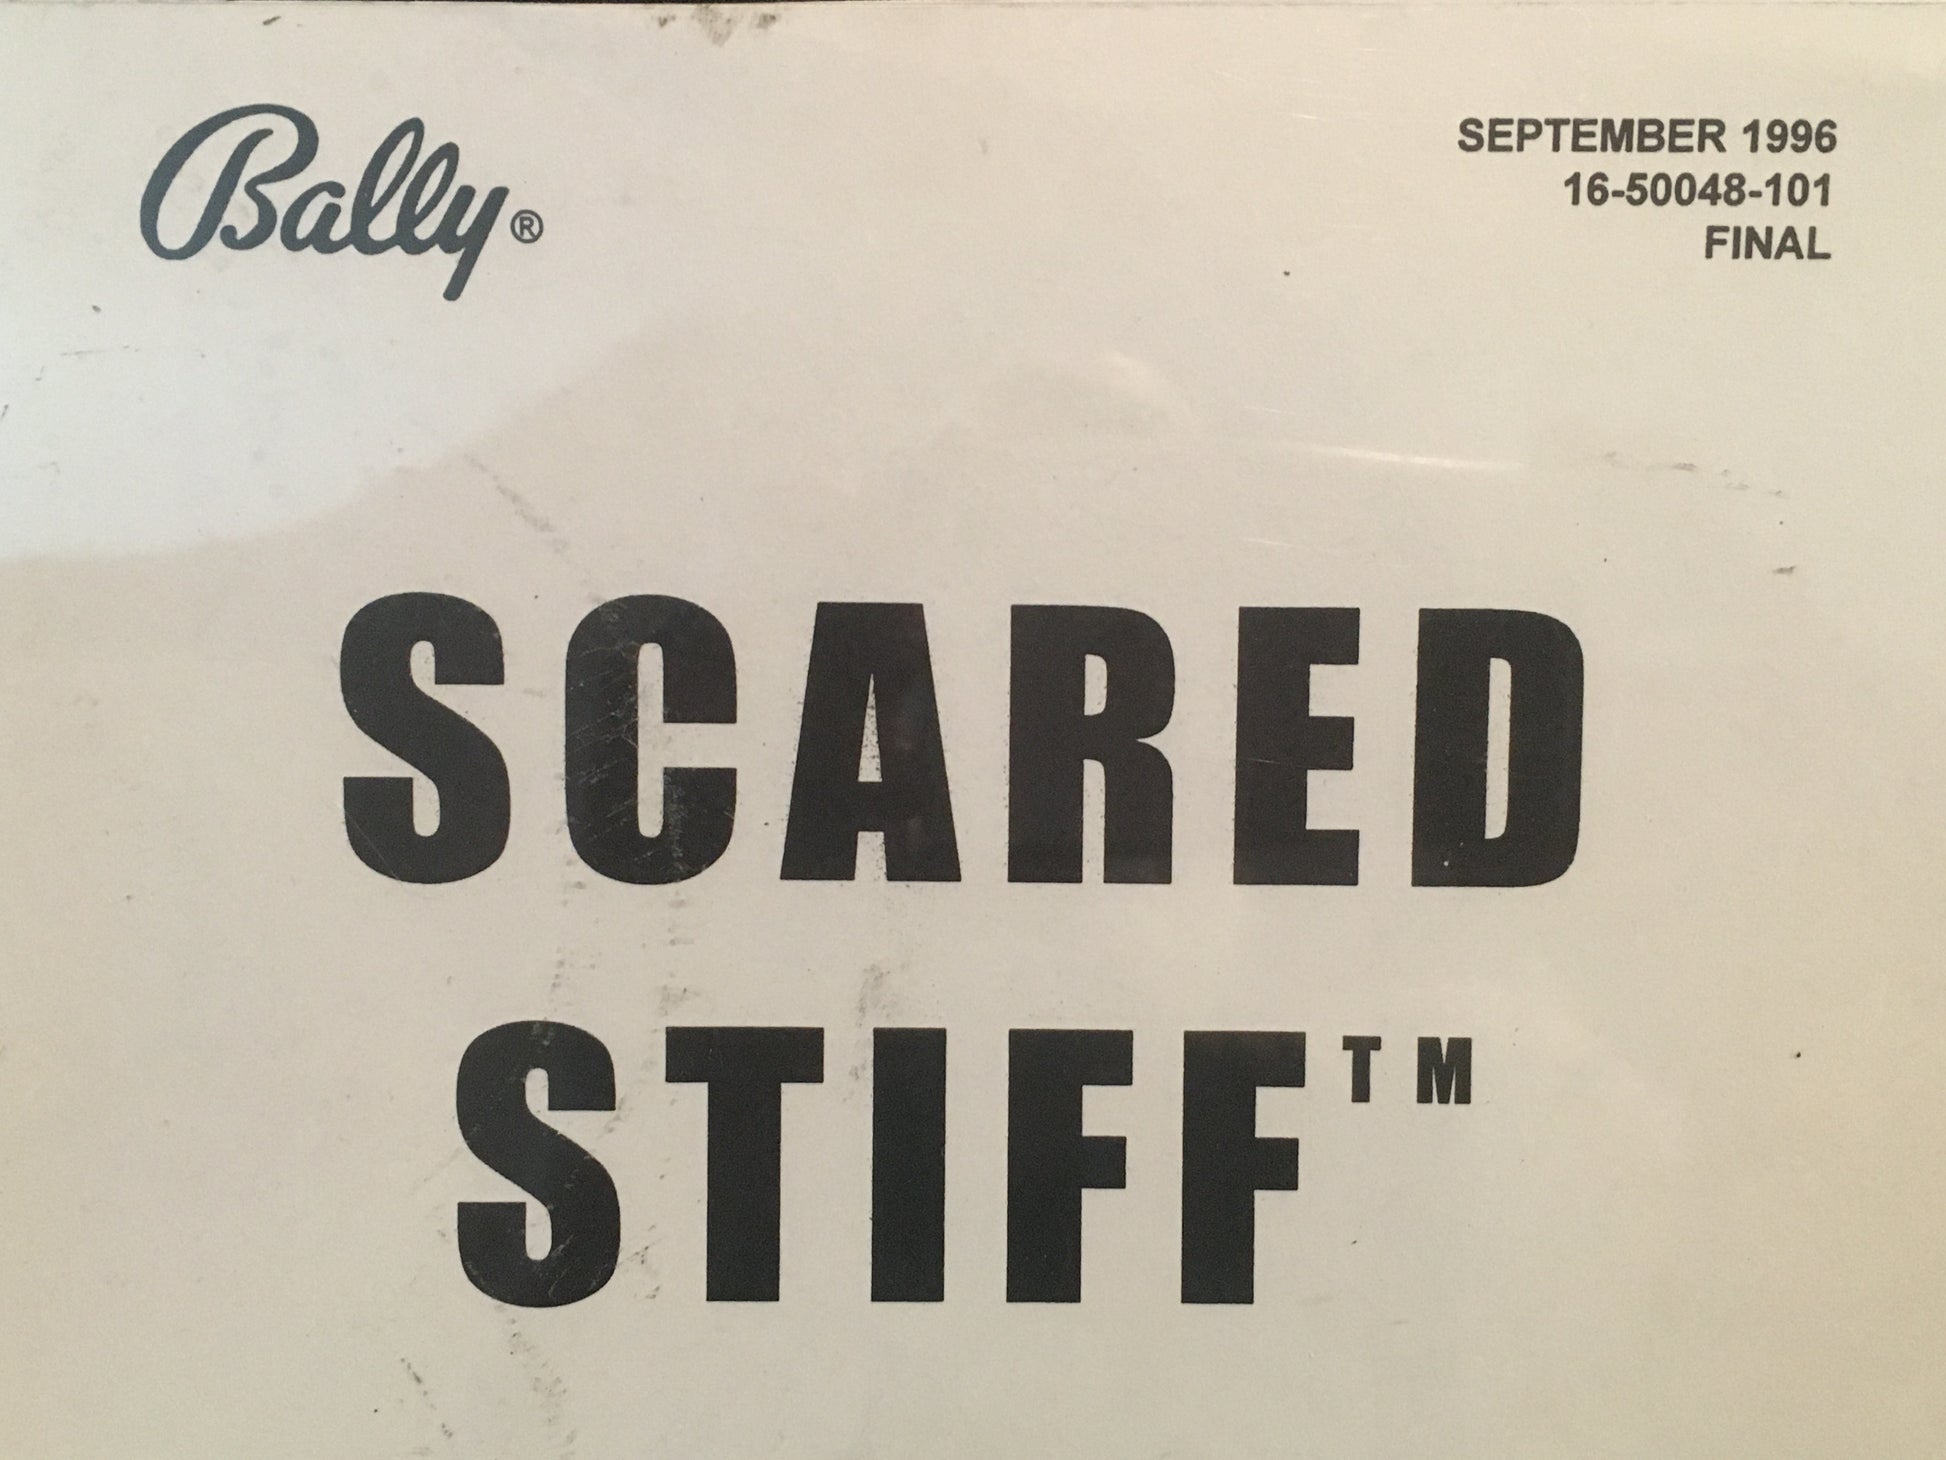 Bally®
SEPTEMBER 1996
16-50048-101
FINAL
SCARED
STIFF™